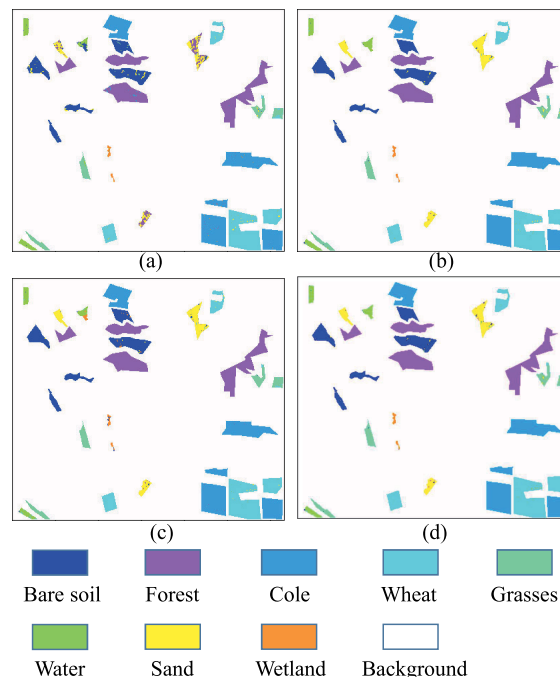 (a) (b)
(c) (d)
Bare soil Forest Cole Wheat Grasses
Water Sand Wetland Background